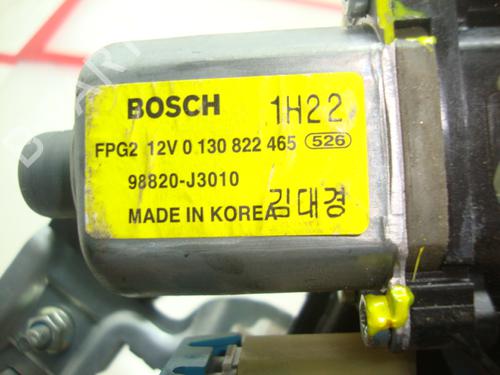 BOSCH 1H22
FPG2 12V 0 130 822 465 526
98820-J3010
MADE IN KOREA 김대경